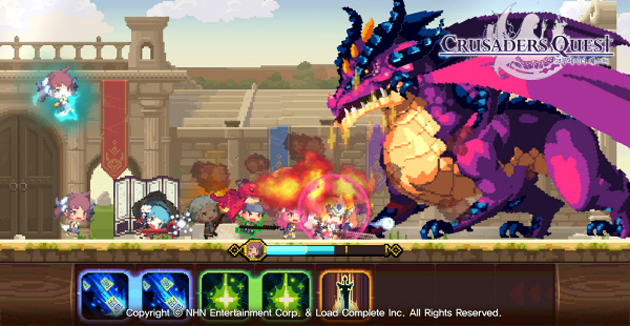 CRUSADERS QUEST
Copyright © NHN Entertainment Corp. & Load Complete Inc. All Rights Reserved.